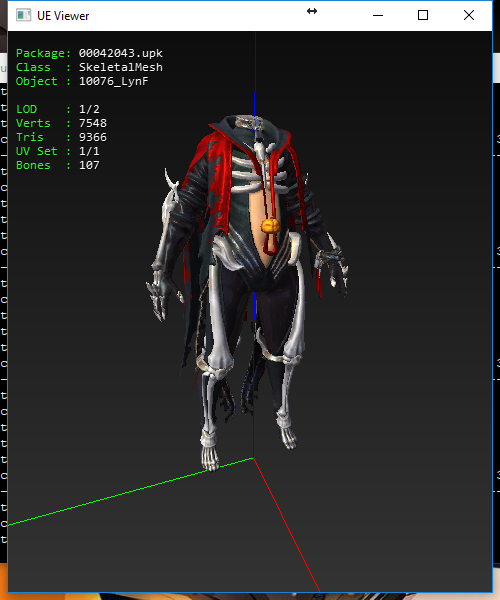 UE Viewer
Package: 00042043.upk
Class : SkeletalMesh
Object : 10076_LynF
LOD : 1/2
Verts : 7548
Tris : 9366
UV Set : 1/1
Bones : 107